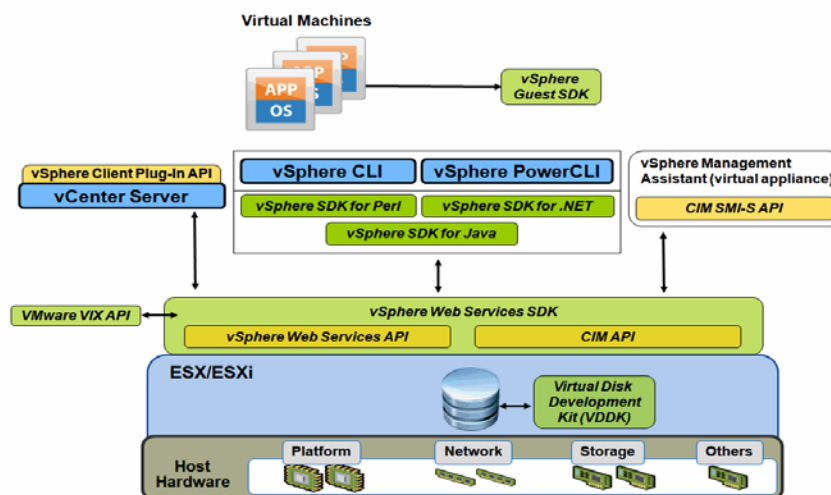 Virtual Machines
APP
APP
APP
OS
vSphere
Guest SDK
vSphere Client Plug-In API
vCenter Server
vSphere CLI
vSphere PowerCLI
vSphere SDK for Perl
vSphere SDK for .NET
vSphere SDK for Java
vSphere Management
Assistant (virtual appliance)
CIM SMI-S API
VMware VIX API
vSphere Web Services SDK
vSphere Web Services API
CIM API
ESX/ESXi
Virtual Disk
Development
Kit (VDDK)
Host
Hardware
Platform
Network
Storage
Others